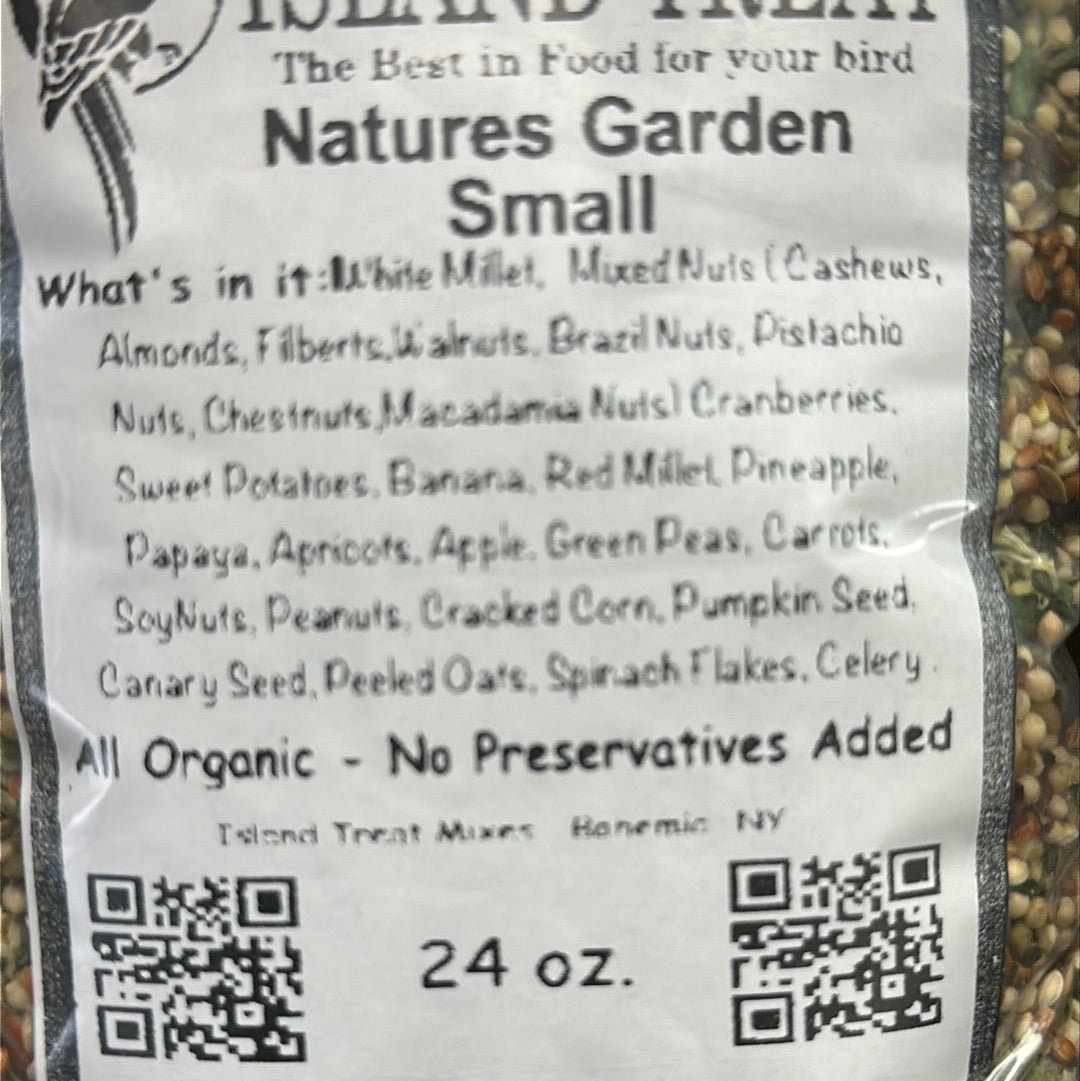 ISLAND TREAT
The Best in Food for your bird
Natures Garden
Small
What's in it: White Millet, Mixed Nuts (Cashews,
Almonds, Filberts, Walnuts, Brazil Nuts, Pistachio
Nuts, Chestnuts, Macadamia Nuts) Cranberries,
Sweet Potatoes, Banana, Red Millet, Pineapple,
Papaya, Apricots, Apple, Green Peas, Carrots,
SoyNuts, Peanuts, Cracked Corn, Pumpkin Seed,
Canary Seed, Peeled Oats, Spinach Flakes, Celery.
All Organic - No Preservatives Added
Island Treat Mixes NY
24 oz.